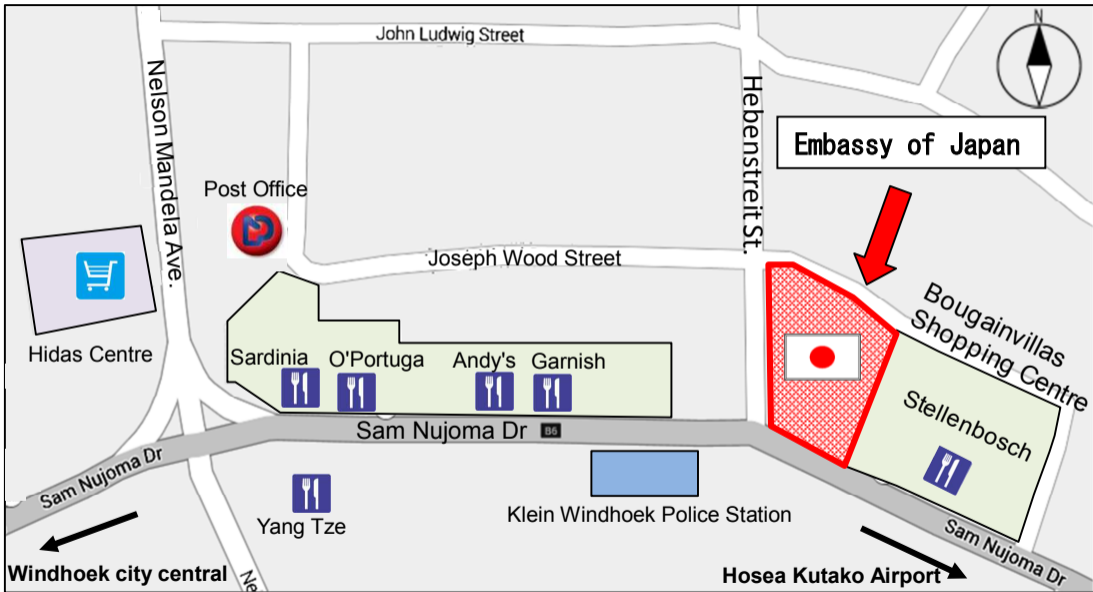 John Ludwig Street
N
Nelson Mandela Ave.
Hebenstreit St.
Embassy of Japan
Post Office
Joseph Wood Street
Hidas Centre
Bougainvillas
Shopping Centre
Sardinia
O'Portuga
Andy's
Garnish
Stellenbosch
Sam Nujoma Dr
B6
Sam Nujoma Dr
Klein Windhoek Police Station
Yang Tze
Sam Nujoma Dr
Windhoek city central
Ne
Hosea Kutako Airport